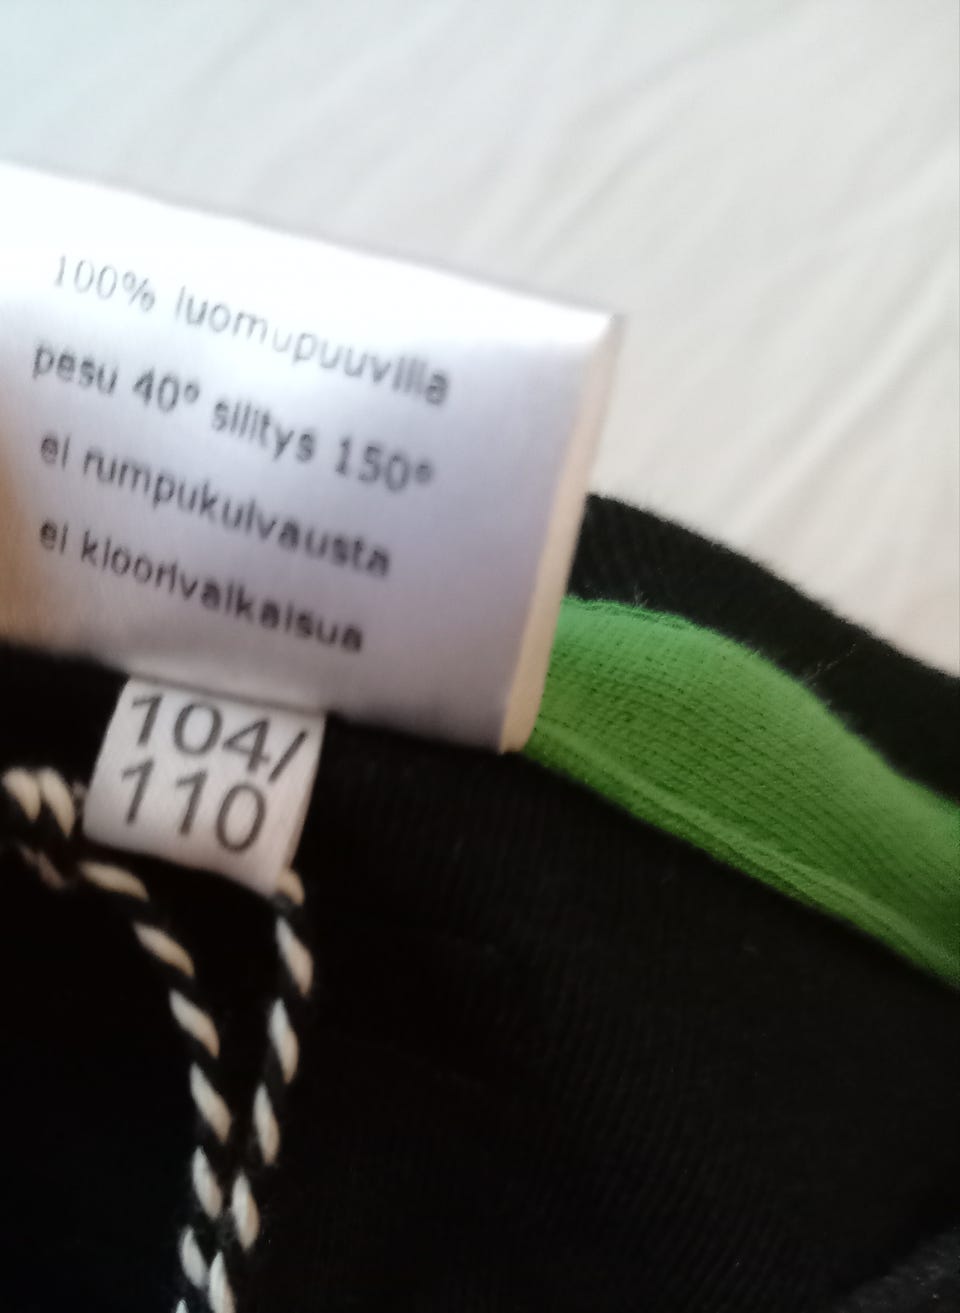 100% luomupuuvilla
pesu 40° silitys 150°
ei rumpukuivausta
ei kloorivalkaisua
104/
110